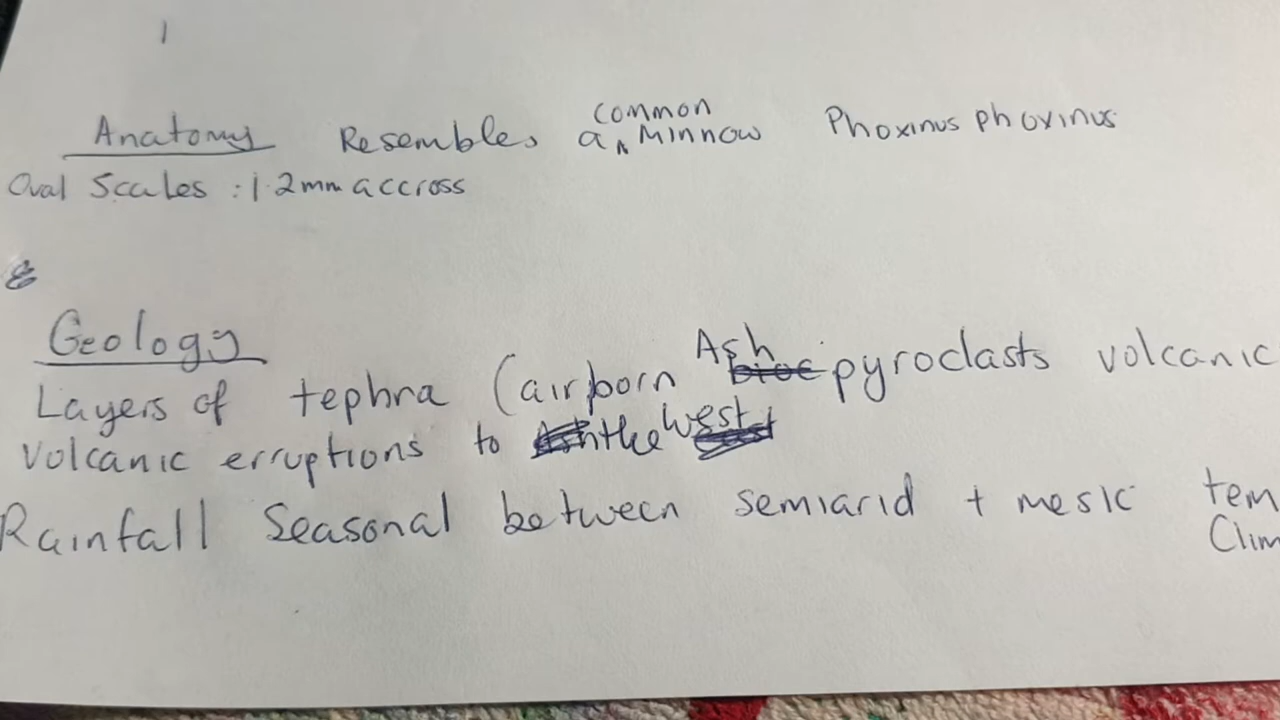 1
Anatomy Resembles a common Minnow Phoxinus phoxinus
Oval Scales : 1.2mm accross
Geology
Layers of tephra (airborn Ash pyroclasts volcanic
volcanic erruptions to the West
Rainfall Seasonal between semiarid + mesic tem
Clim